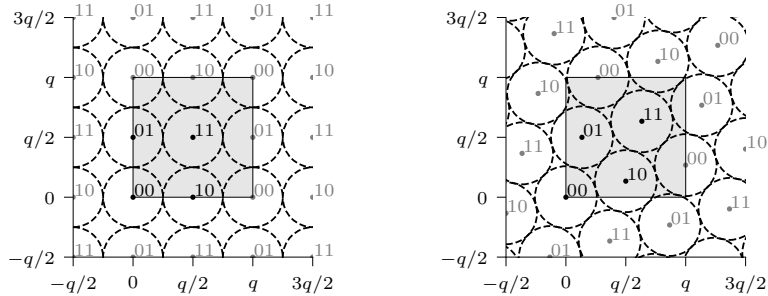 3q/2 11 01 11 01 11
q 10 00 10 00 10
q/2 11 01 11 01 11
0 10 00 10 00 10
−q/2 11 01 11 01 11
−q/2 0 q/2 q 3q/2
3q/2 01
11
00
10
q 00
10
01
11
q/2 01
11 10
00
10
0 00
10 11
01
11
−q/2 01
−q/2 0 q/2 q 3q/2